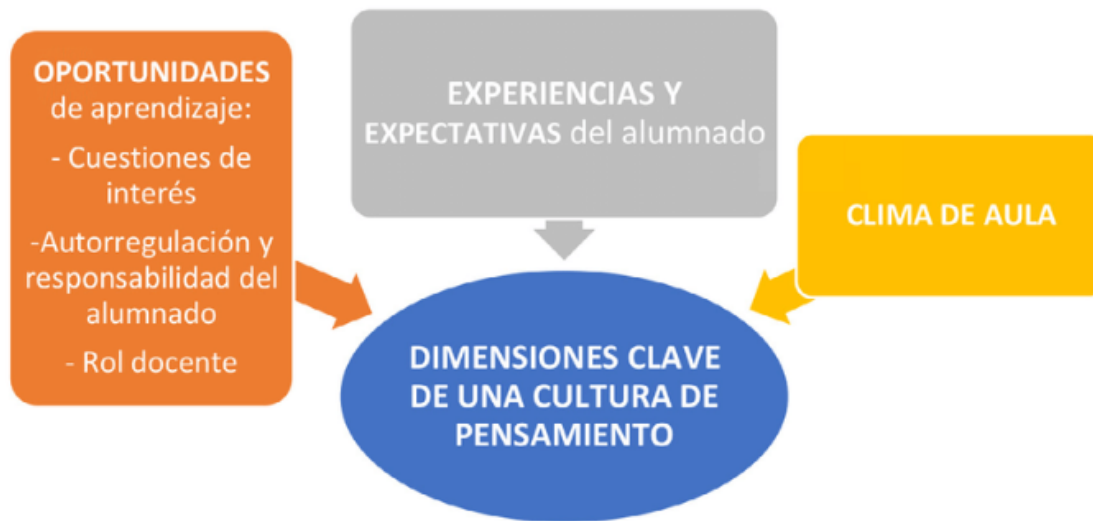 OPORTUNIDADES
de aprendizaje:
- Cuestiones de
interés
-Autorregulación y
responsabilidad del
alumnado
- Rol docente
EXPERIENCIAS Y
EXPECTATIVAS del alumnado
CLIMA DE AULA
DIMENSIONES CLAVE
DE UNA CULTURA DE
PENSAMIENTO